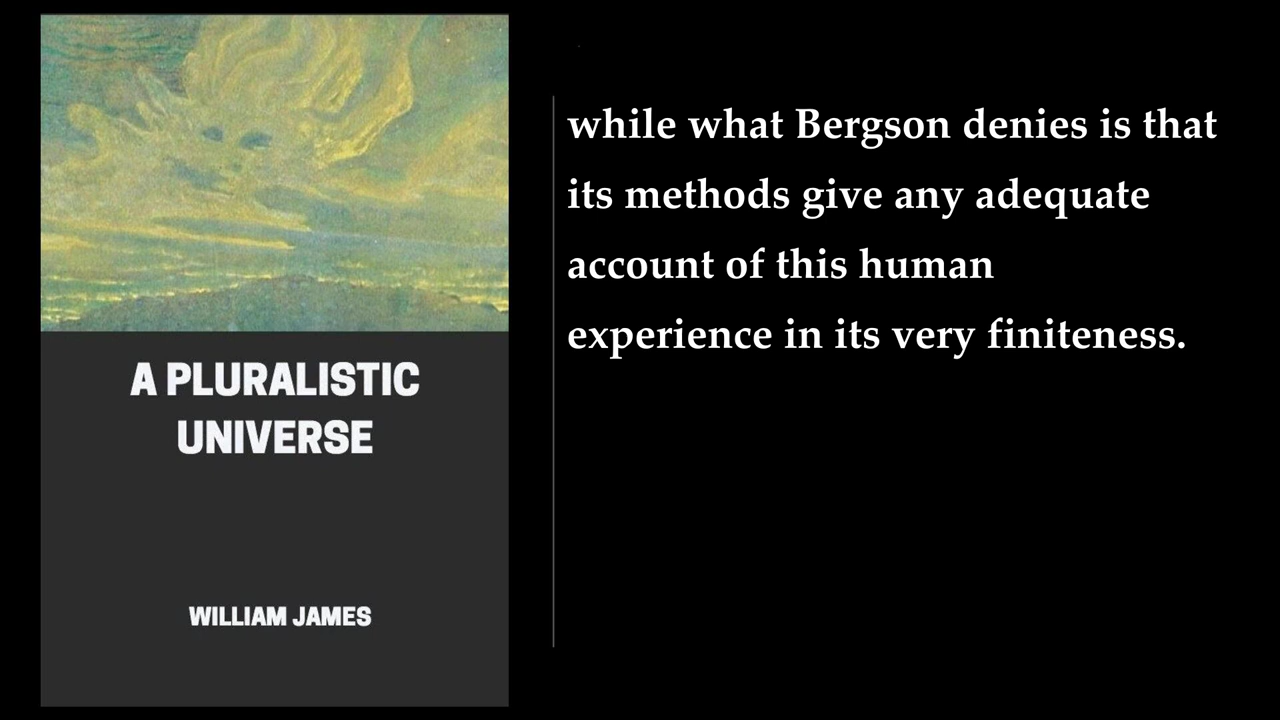 A PLURALISTIC
UNIVERSE
WILLIAM JAMES
while what Bergson denies is that
its methods give any adequate
account of this human
experience in its very finiteness.